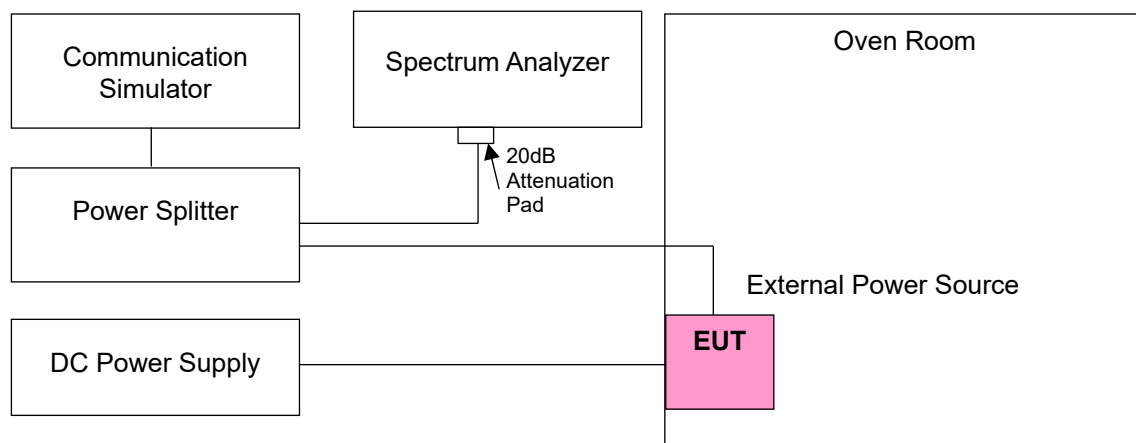 Communication
Simulator
Spectrum Analyzer
Oven Room
20dB
Attenuation
Pad
Power Splitter
External Power Source
EUT
DC Power Supply